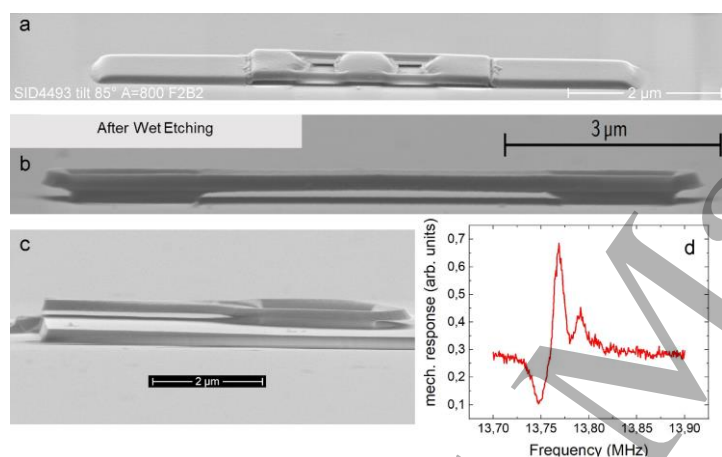 a
SID4493 tilt 85° A=800 F2B2
2 µm
After Wet Etching
3 µm
b
c
2 µm
d
mech. response (arb. units)
0,7
0,6
0,5
0,4
0,3
0,2
0,1
13,70 13,75 13,80 13,85 13,90
Frequency (MHz)